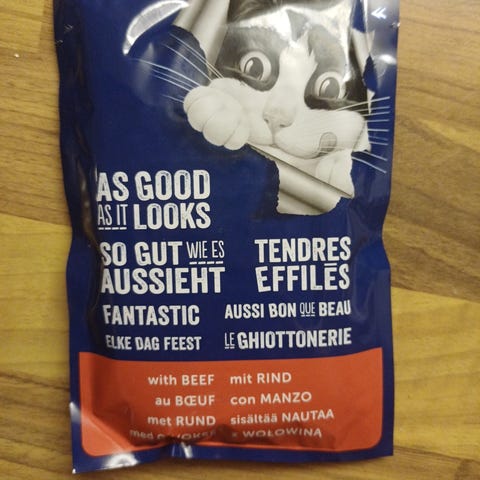 AS GOOD
AS IT LOOKS
SO GUT WIE ES
AUSSIEHT
TENDRES
EFFILÉS
FANTASTIC
AUSSI BON QUE BEAU
ELKE DAG FEEST
LE GHIOTTONERIE
with BEEF mit RIND
au BŒUF con MANZO
met RUND sisältää NAUTAA
med z WOŁOWINĄ